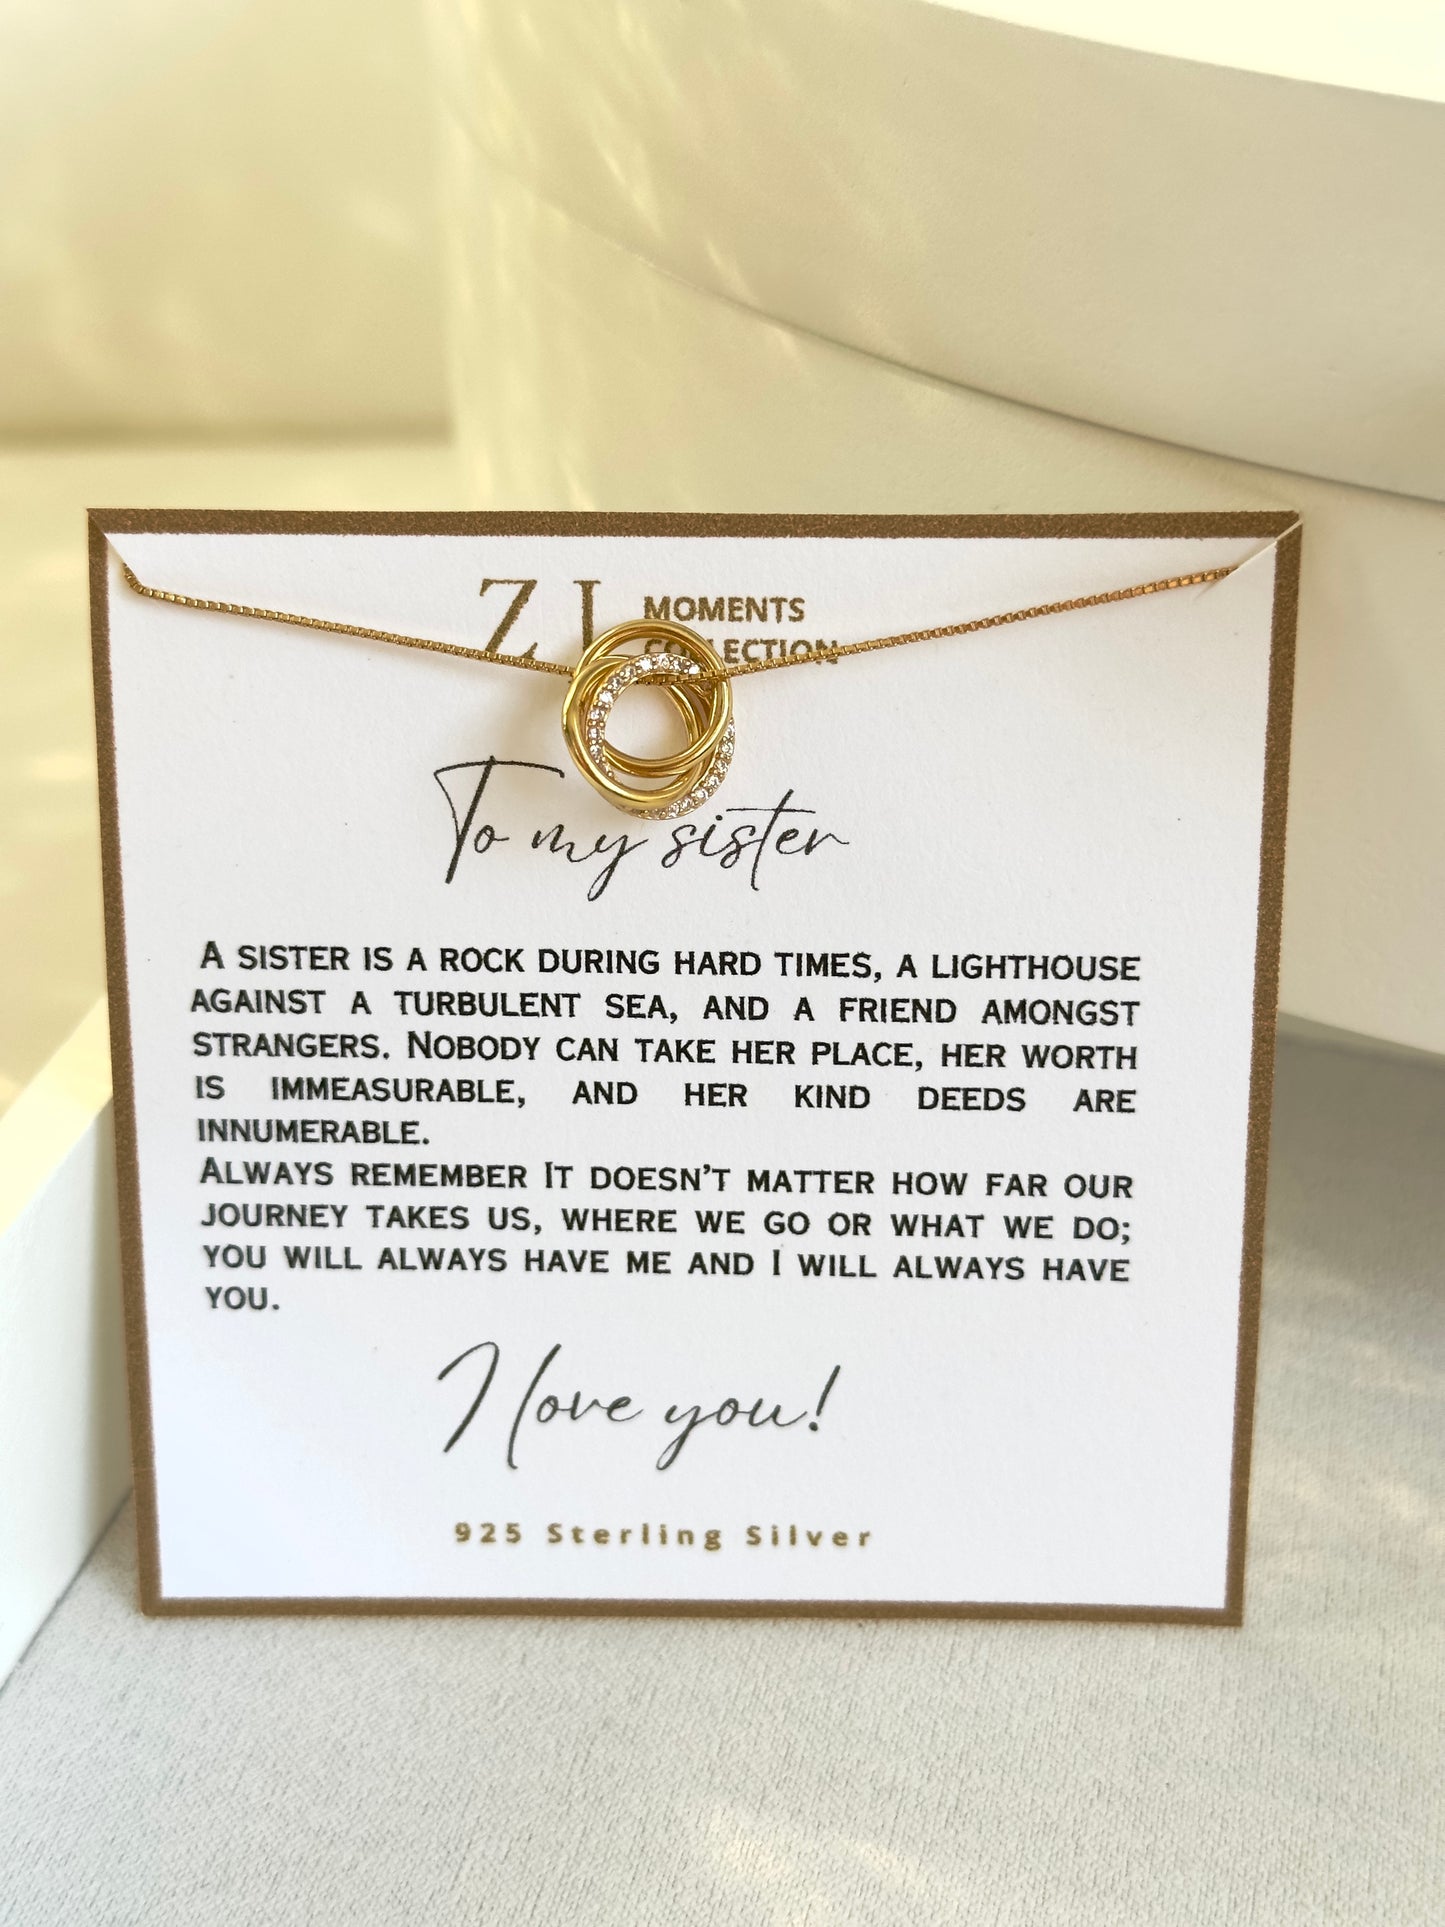 ZJ MOMENTS
COLLECTION
To my sister
A SISTER IS A ROCK DURING HARD TIMES, A LIGHTHOUSE
AGAINST A TURBULENT SEA, AND A FRIEND AMONGST
STRANGERS. NOBODY CAN TAKE HER PLACE, HER WORTH
IS IMMEASURABLE, AND HER KIND DEEDS ARE
INNUMERABLE.
ALWAYS REMEMBER IT DOESN'T MATTER HOW FAR OUR
JOURNEY TAKES US, WHERE WE GO OR WHAT WE DO;
YOU WILL ALWAYS HAVE ME AND I WILL ALWAYS HAVE
YOU.
I love you!
925 Sterling Silver